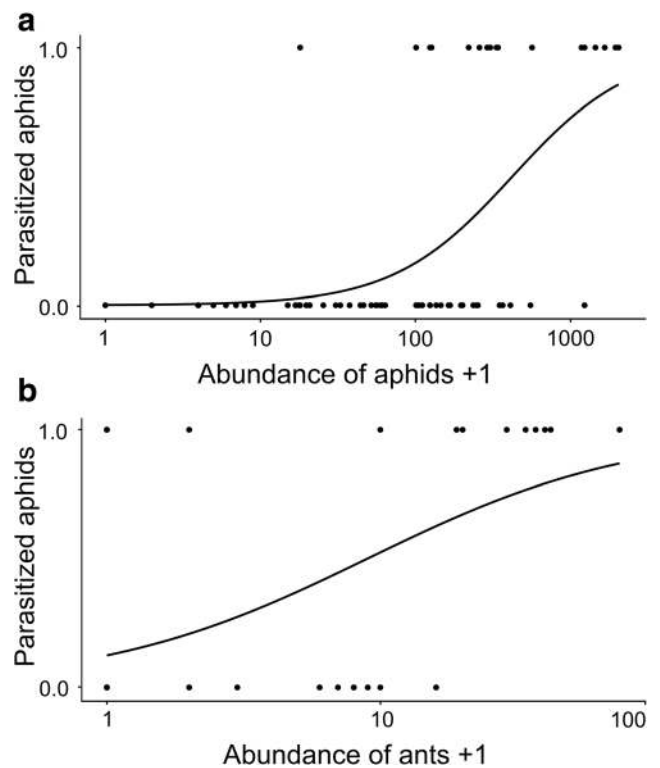 a
1.0
Parasitized aphids
0.0
1 10 100 1000
Abundance of aphids +1
b
1.0
Parasitized aphids
0.0
1 10 100
Abundance of ants +1